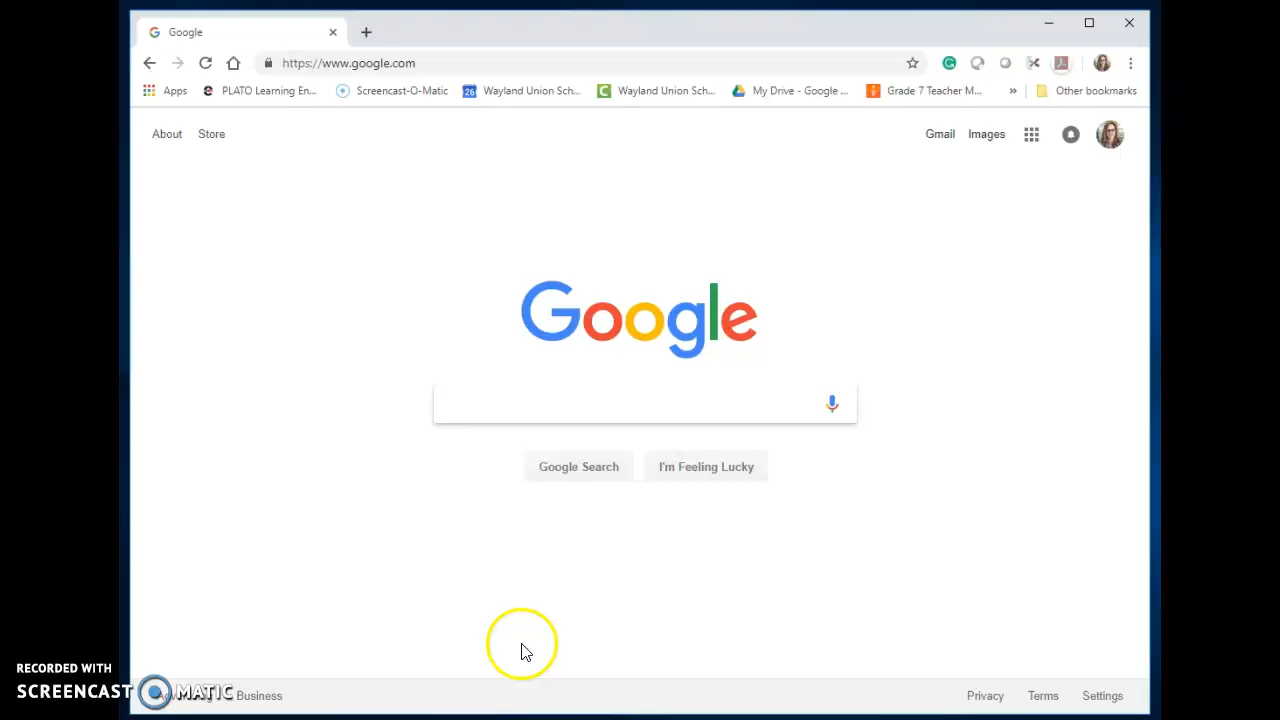 Google
https://www.google.com
Apps PLATO Learning En... Screencast-O-Matic 26 Wayland Union Sch... Wayland Union Sch... My Drive - Google ... Grade 7 Teacher M... » Other bookmarks
About Store Gmail Images
Google
Google Search I'm Feeling Lucky
RECORDED WITH
SCREENCAST MATIC
Business Privacy Terms Settings